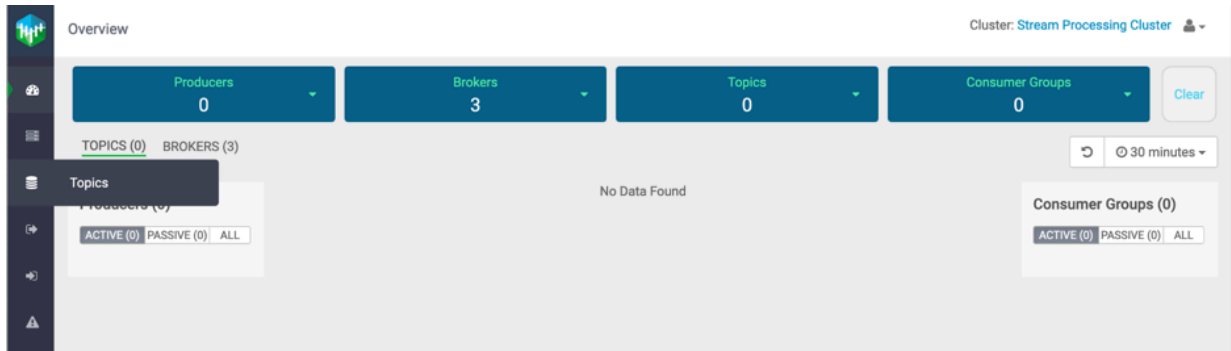 Overview
Cluster: Stream Processing Cluster
Producers
0
Brokers
3
Topics
0
Consumer Groups
0
Clear
TOPICS (0) BROKERS (3)
30 minutes
Topics
No Data Found
Producers (0)
ACTIVE (0) PASSIVE (0) ALL
Consumer Groups (0)
ACTIVE (0) PASSIVE (0) ALL